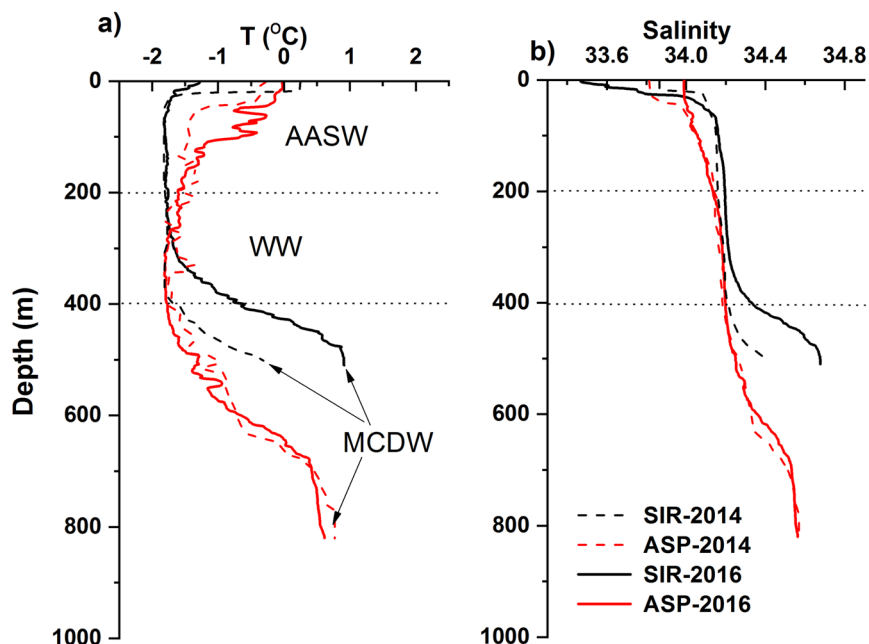 a)
T (°C)
-2 -1 0 1 2
0
200
400
600
800
1000
Depth (m)
AASW
WW
MCDW
b)
Salinity
33.6 34.0 34.4 34.8
0
200
400
600
800
1000
SIR-2014
ASP-2014
SIR-2016
ASP-2016